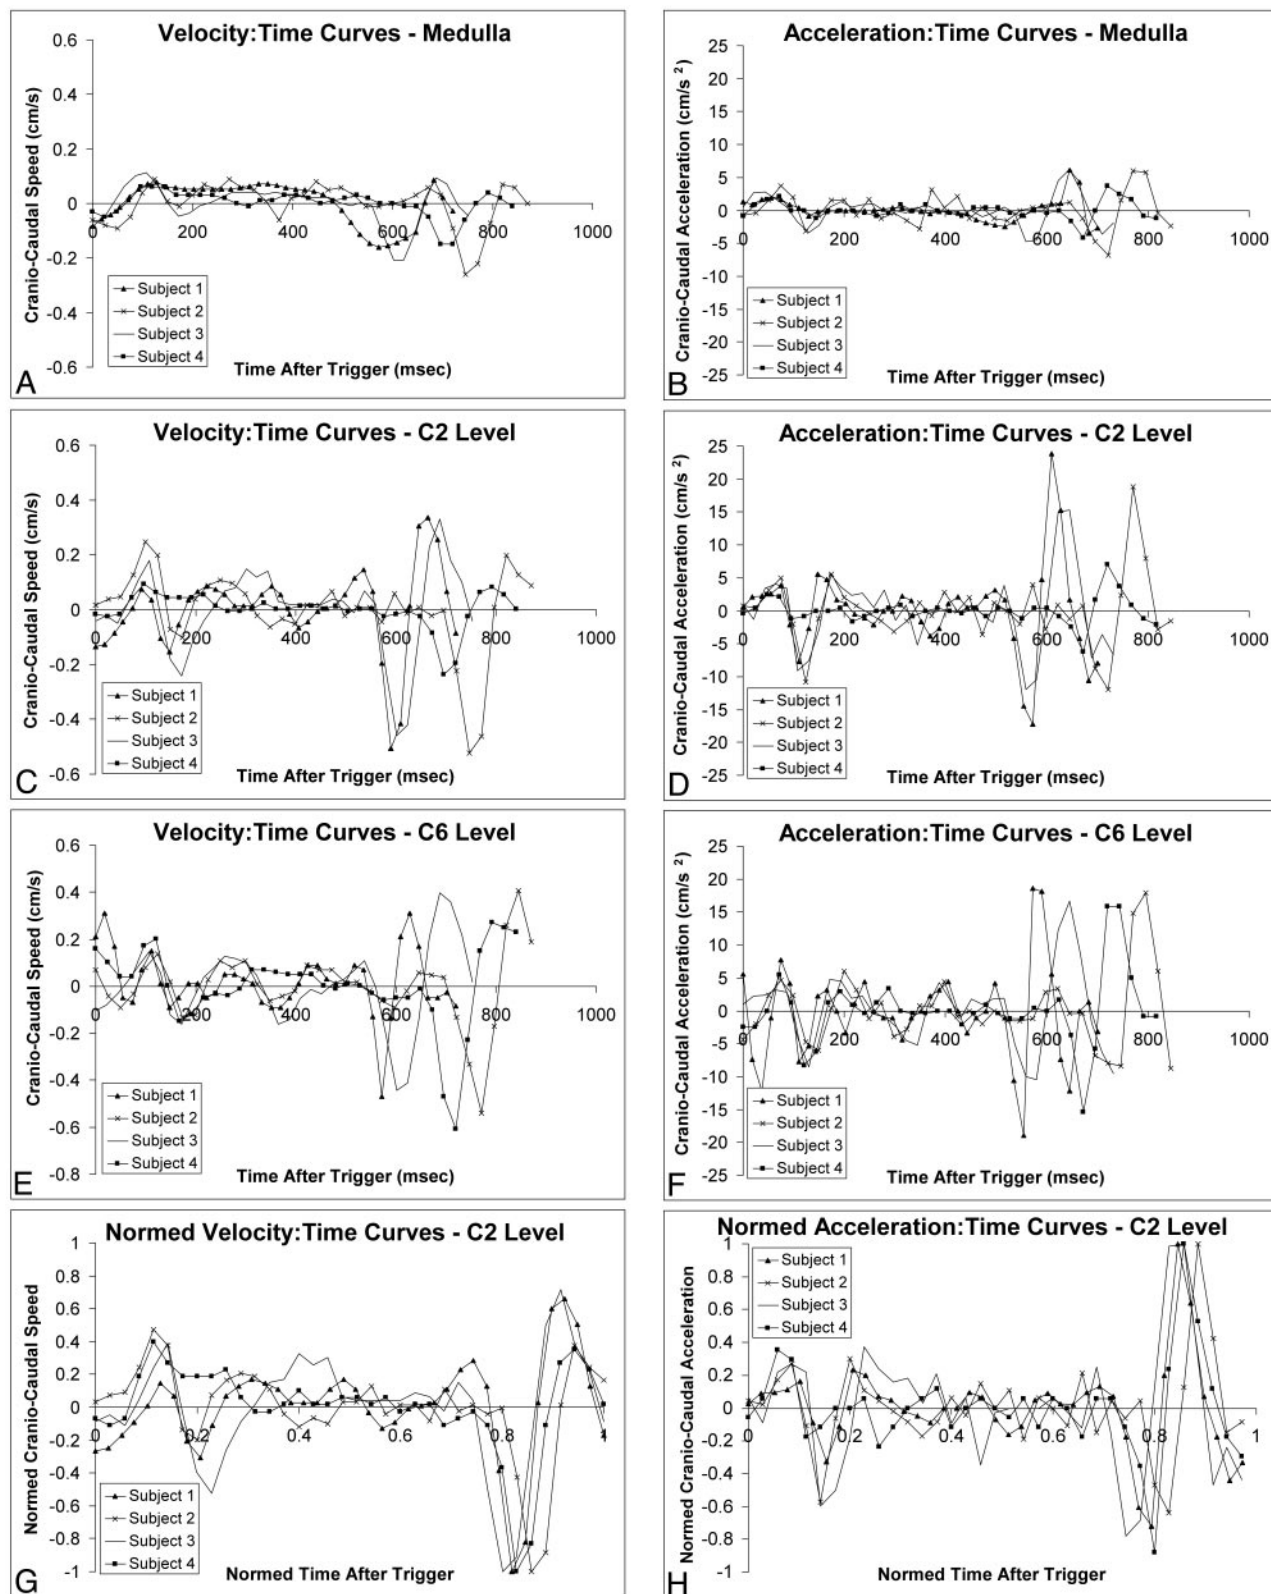 Velocity:Time Curves - Medulla
Cranio-Caudal Speed (cm/s)
0.6
0.4
0.2
0
-0.2
-0.4
-0.6
0 200 400 600 800 1000
Subject 1
Subject 2
Subject 3
Subject 4
Time After Trigger (msec)
A
Acceleration:Time Curves - Medulla
Cranio-Caudal Acceleration (cm/s ²)
25
20
15
10
5
0
-5
-10
-15
-20
-25
0 200 400 600 800 1000
Subject 1
Subject 2
Subject 3
Subject 4
Time After Trigger (msec)
B
Velocity:Time Curves - C2 Level
Cranio-Caudal Speed (cm/s)
0.6
0.4
0.2
0
-0.2
-0.4
-0.6
0 200 400 600 800 1000
Subject 1
Subject 2
Subject 3
Subject 4
Time After Trigger (msec)
C
Acceleration:Time Curves - C2 Level
Cranio-Caudal Acceleration (cm/s ²)
25
20
15
10
5
0
-5
-10
-15
-20
-25
0 200 400 600 800 1000
Subject 1
Subject 2
Subject 3
Subject 4
Time After Trigger (msec)
D
Velocity:Time Curves - C6 Level
Cranio-Caudal Speed (cm/s)
0.6
0.4
0.2
0
-0.2
-0.4
-0.6
-0.8
0 200 400 600 800 1000
Subject 1
Subject 2
Subject 3
Subject 4
Time After Trigger (msec)
E
Acceleration:Time Curves - C6 Level
Cranio-Caudal Acceleration (cm/s ²)
25
20
15
10
5
0
-5
-10
-15
-20
-25
0 200 400 600 800 1000
Subject 1
Subject 2
Subject 3
Subject 4
Time After Trigger (msec)
F
Normed Velocity:Time Curves - C2 Level
Normed Cranio-Caudal Speed
1
0.8
0.6
0.4
0.2
0
-0.2
-0.4
-0.6
-0.8
-1
0 0.2 0.4 0.6 0.8 1
Subject 1
Subject 2
Subject 3
Subject 4
Normed Time After Trigger
G
Normed Acceleration:Time Curves - C2 Level
Normed Cranio-Caudal Acceleration
1
0.8
0.6
0.4
0.2
0
-0.2
-0.4
-0.6
-0.8
-1
0 0.2 0.4 0.6 0.8 1
Subject 1
Subject 2
Subject 3
Subject 4
Normed Time After Trigger
H